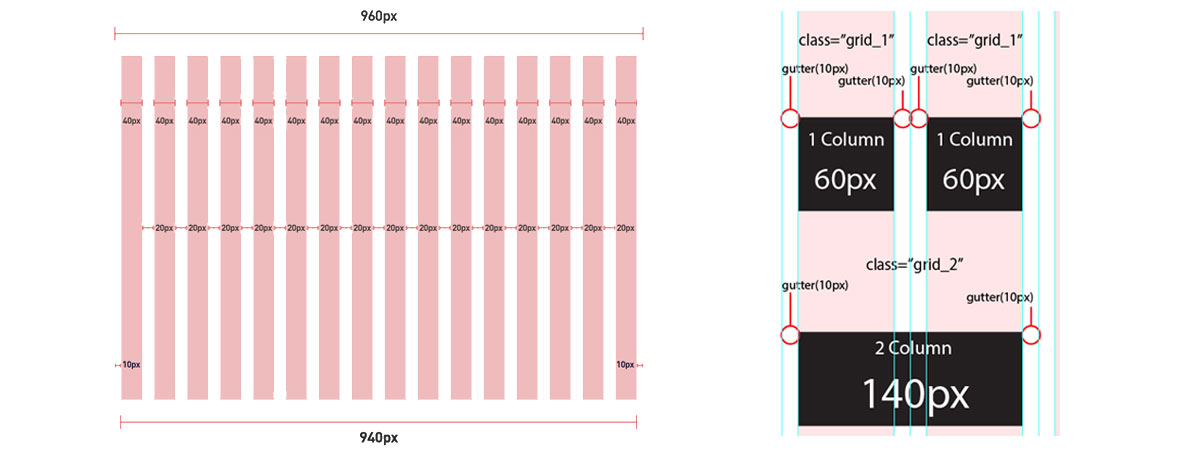 960px
40px 40px 40px 40px 40px 40px 40px 40px 40px 40px 40px 40px 40px 40px 40px 40px
20px 20px 20px 20px 20px 20px 20px 20px 20px 20px 20px 20px 20px 20px 20px
10px 10px
940px
class="grid_1" class="grid_1"
gutter(10px) gutter(10px)
gutter(10px) gutter(10px)
1 Column 1 Column
60px 60px
class="grid_2"
gutter(10px)
gutter(10px)
2 Column
140px